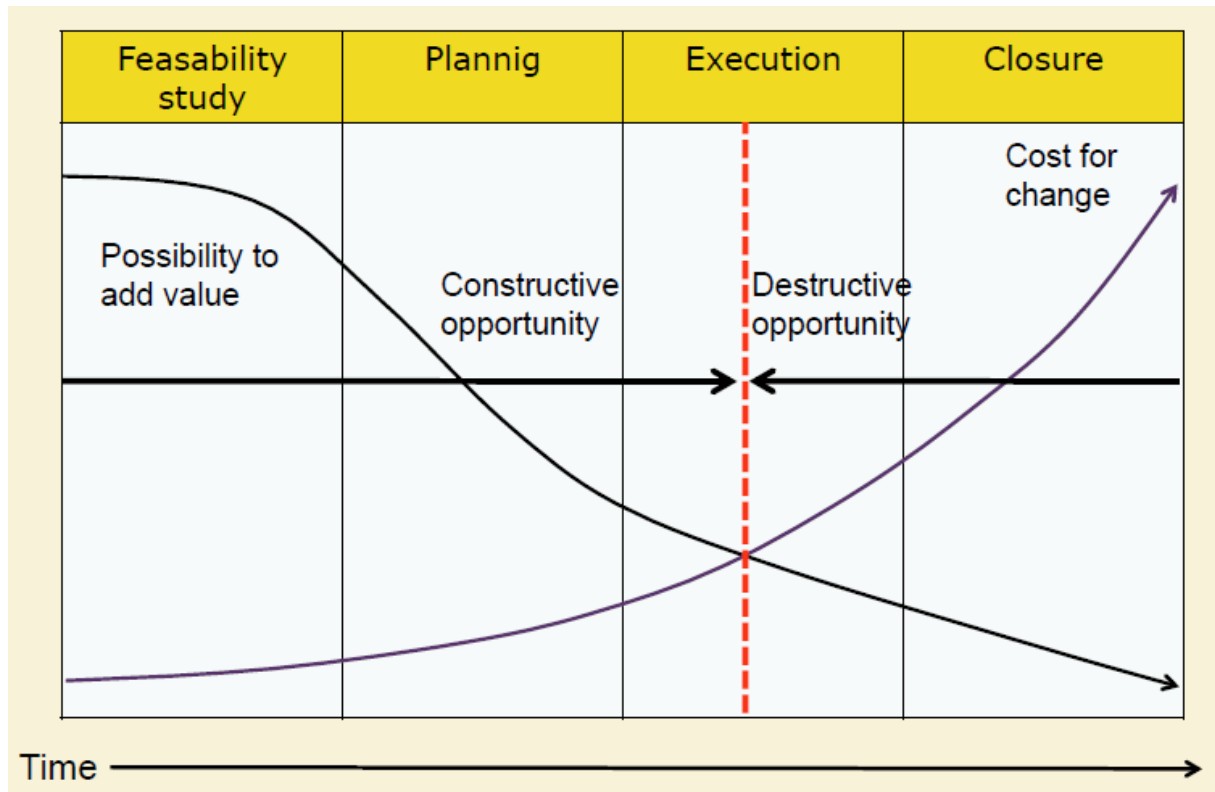 Feasability
study
Plannig
Execution
Closure
Cost for
change
Possibility to
add value
Constructive
opportunity
Destructive
opportunity
Time